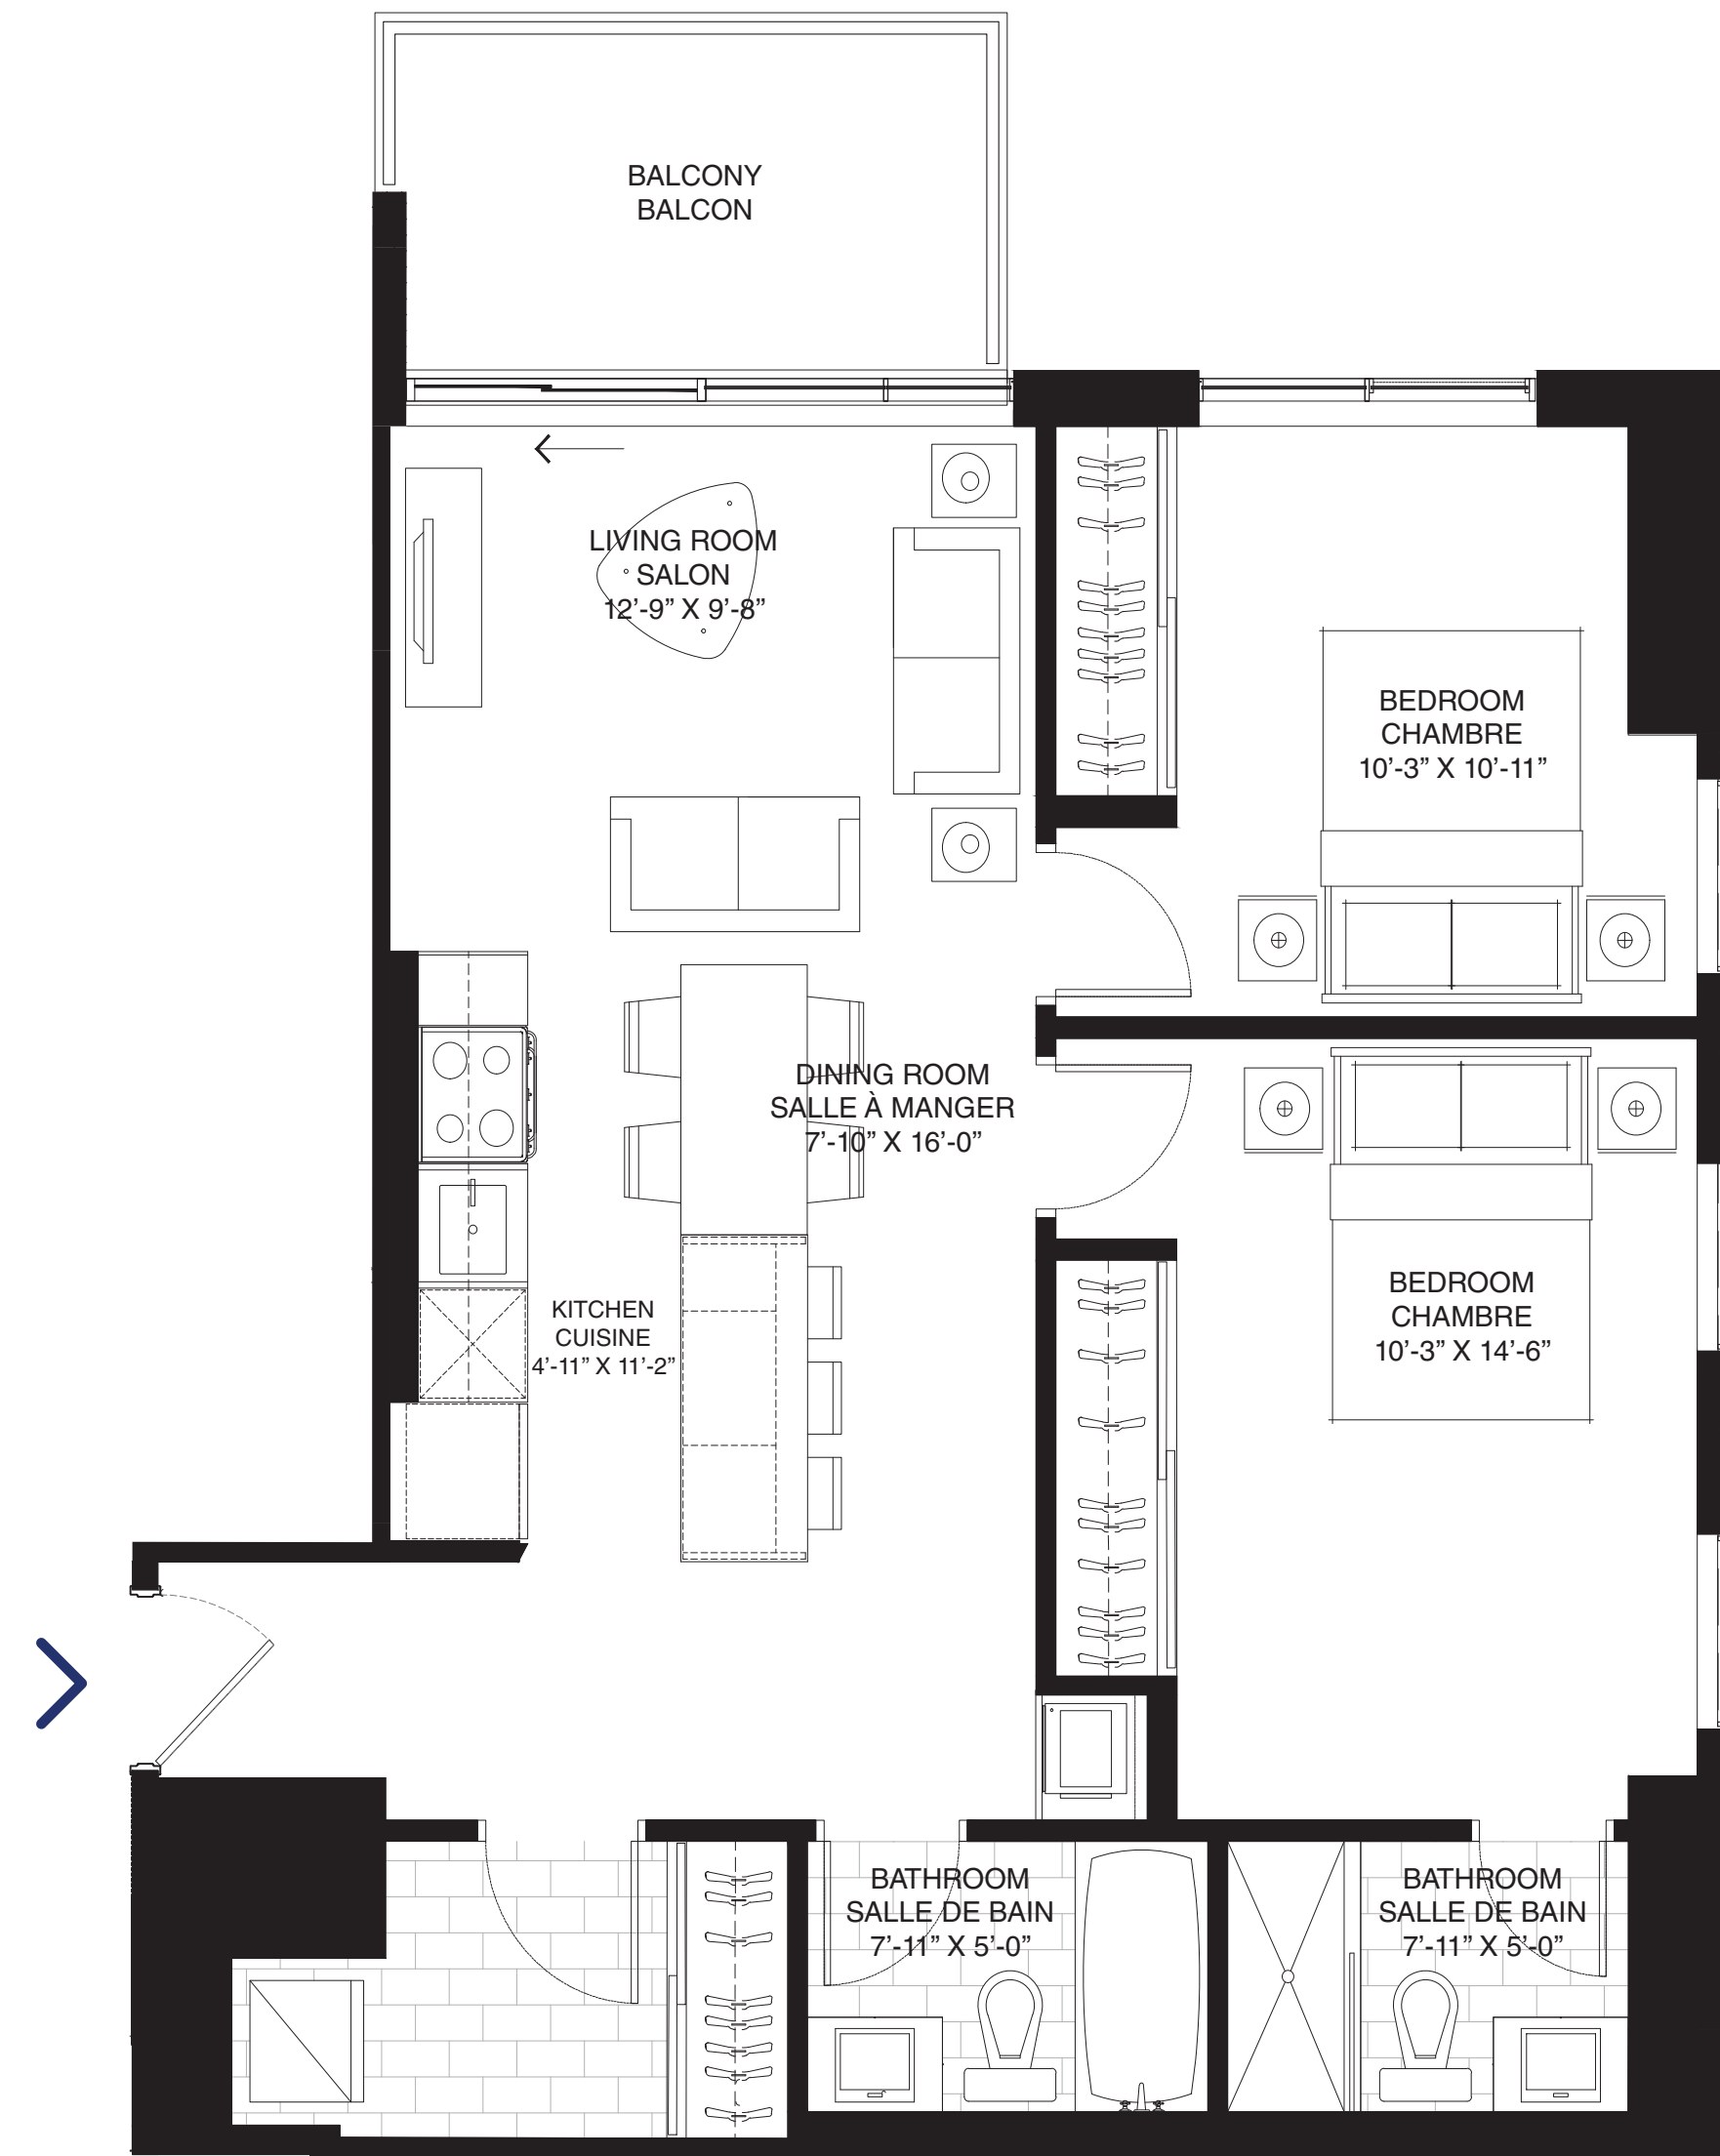 BALCONY
BALCON
LIVING ROOM
SALON
12’-9” X 9’-8”
BEDROOM
CHAMBRE
10’-3” X 10’-11”
DINING ROOM
SALLE À MANGER
7’-10” X 16’-0”
KITCHEN
CUISINE
4’-11” X 11’-2”
BEDROOM
CHAMBRE
10’-3” X 14’-6”
BATHROOM
SALLE DE BAIN
7’-11” X 5’-0”
BATHROOM
SALLE DE BAIN
7’-11” X 5’-0”